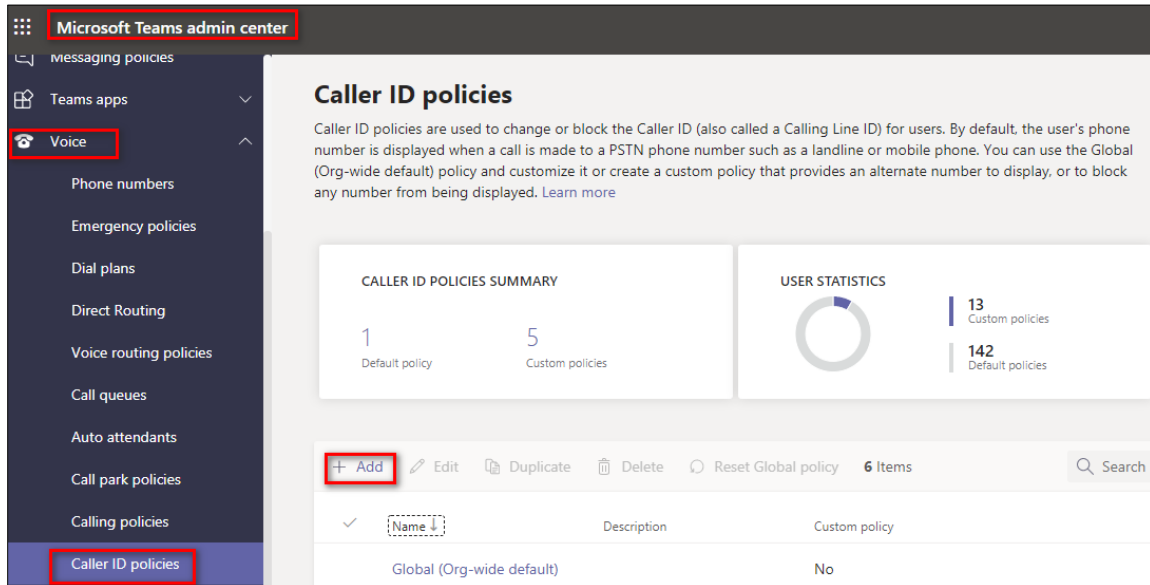 Microsoft Teams admin center
Messaging policies
Teams apps
Voice
Phone numbers
Emergency policies
Dial plans
Direct Routing
Voice routing policies
Call queues
Auto attendants
Call park policies
Calling policies
Caller ID policies
Caller ID policies
Caller ID policies are used to change or block the Caller ID (also called a Calling Line ID) for users. By default, the user's phone
number is displayed when a call is made to a PSTN phone number such as a landline or mobile phone. You can use the Global
(Org-wide default) policy and customize it or create a custom policy that provides an alternate number to display, or to block
any number from being displayed. Learn more
CALLER ID POLICIES SUMMARY
1 5
Default policy Custom policies
USER STATISTICS
13
Custom policies
142
Default policies
+ Add Edit Duplicate Delete Reset Global policy 6 Items Search
Name ↓ Description Custom policy
Global (Org-wide default) No